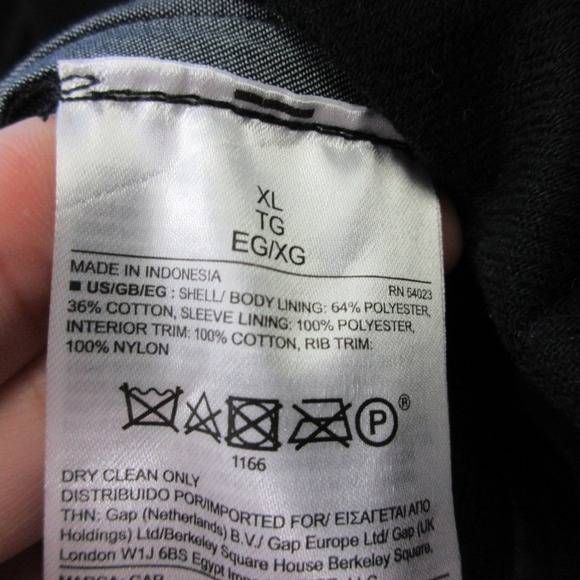 XL
TG
EG/XG
MADE IN INDONESIA RN 54023
■ US/GB/EG : SHELL/ BODY LINING: 64% POLYESTER,
36% COTTON, SLEEVE LINING: 100% POLYESTER,
INTERIOR TRIM: 100% COTTON, RIB TRIM:
100% NYLON
P®
1166
DRY CLEAN ONLY
DISTRIBUIDO POR/IMPORTED FOR/ ΕΙΣΑΓΕΤΑΙ ΑΠΟ
ΤΗΝ: Gap (Netherlands) B.V./ Gap Europe Ltd/ Gap (UK
Holdings) Ltd/Berkeley Square House Berkeley Square,
London W1J 6BS Egypt